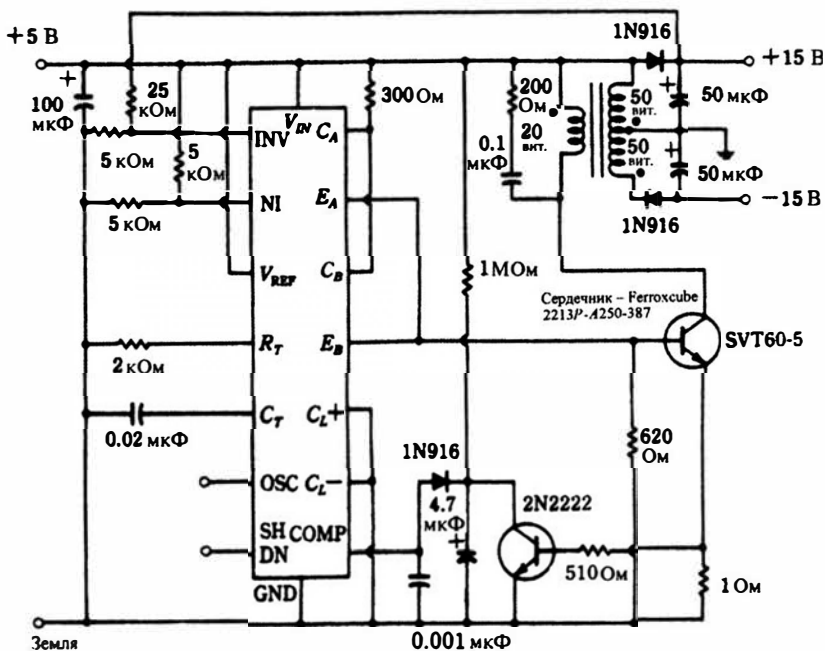 1N916
+5 В
+15 В
100 мкФ
25 кОм
300 Ом
200 Ом
20 вит.
50 вит.
50 вит.
50 мкФ
50 мкФ
0.1 мкФ
5 кОм
5 кОм
5 кОм
INV
V_IN
C_A
NI
E_A
−15 В
1N916
V_REF
C_B
1 МОм
Сердечник – Ferroxcube
2213P-A250-387
R_T
E_B
SVT60-5
2 кОм
C_T
C_L+
0.02 мкФ
1N916
620 Ом
OSC
C_L−
4.7 мкФ
2N2222
SH DN
COMP
510 Ом
1 Ом
GND
0.001 мкФ
Земля